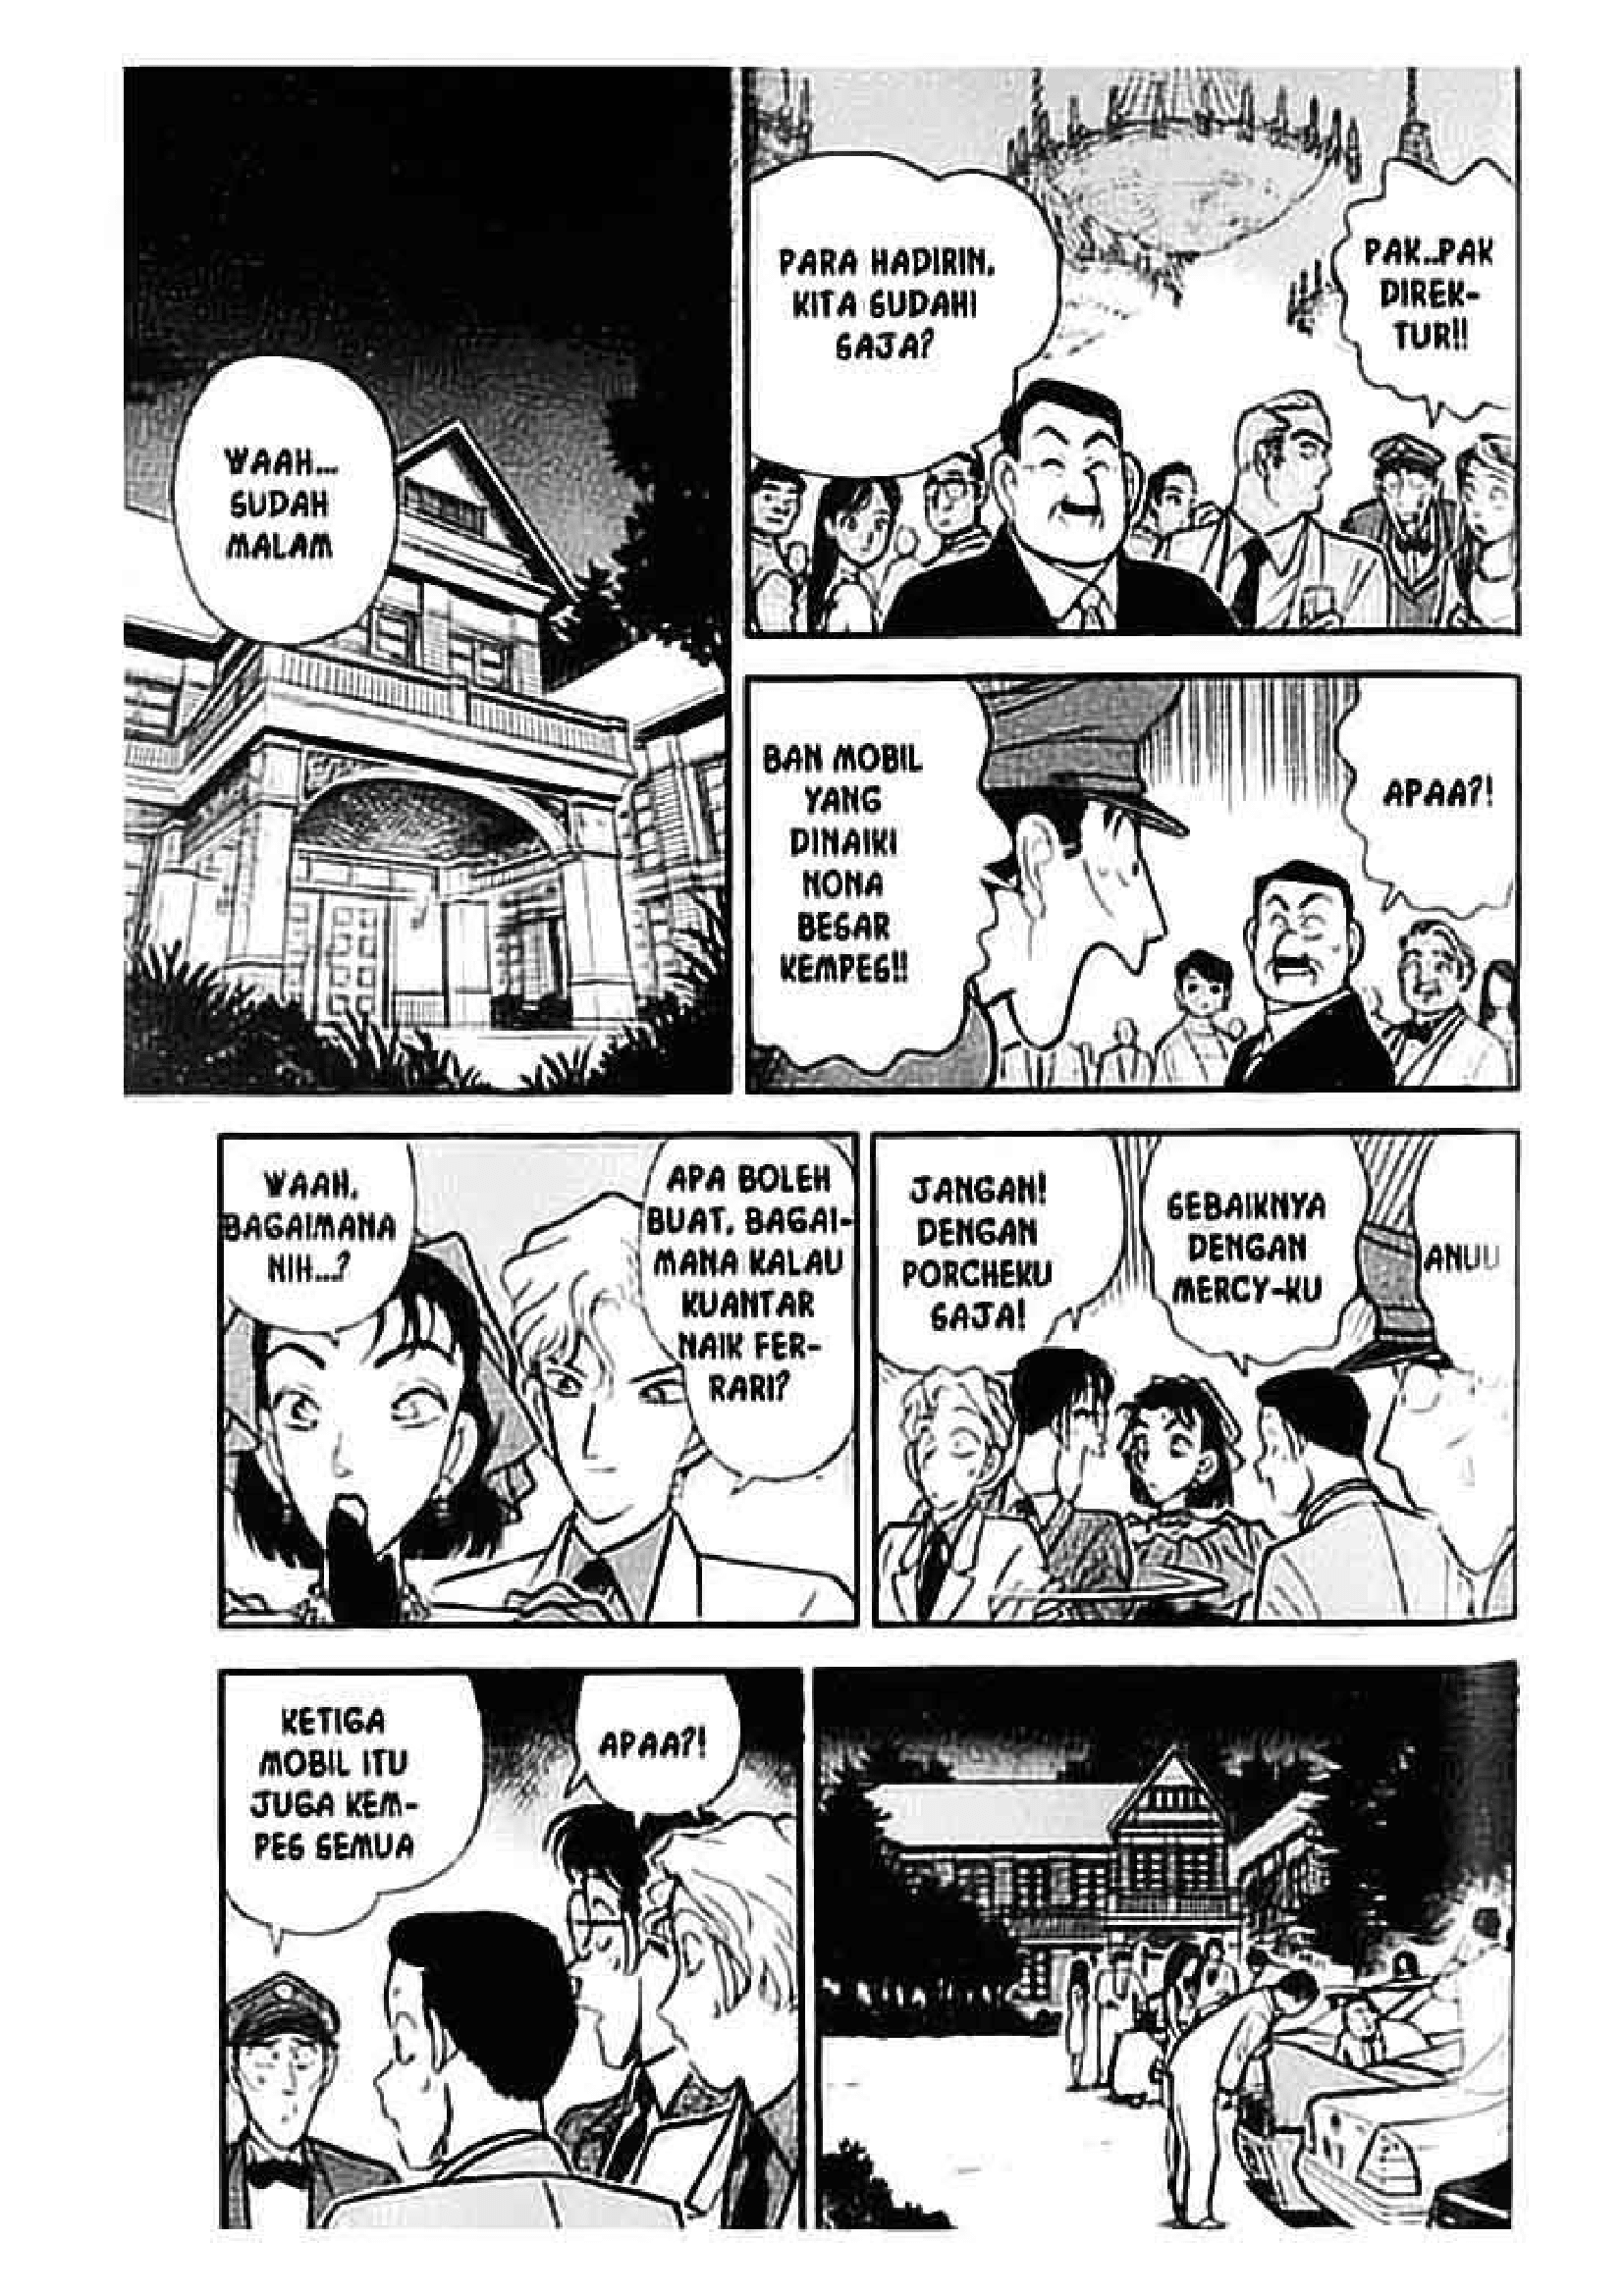 WAAH...
SUDAH
MALAM
PARA HADIRIN,
KITA SUDAHI
SAJA?
PAK..PAK
DIREK-
TUR!!
BAN MOBIL
YANG
DINAIKI
NONA
BESAR
KEMPES!!
APAA?!
WAAH,
BAGAIMANA
NIH...?
APA BOLEH
BUAT, BAGAI-
MANA KALAU
KUANTAR
NAIK FER-
RARI?
JANGAN!
DENGAN
PORCHEKU
SAJA!
SEBAIKNYA
DENGAN
MERCY-KU
ANUU
KETIGA
MOBIL ITU
JUGA KEM-
PES SEMUA
APAA?!